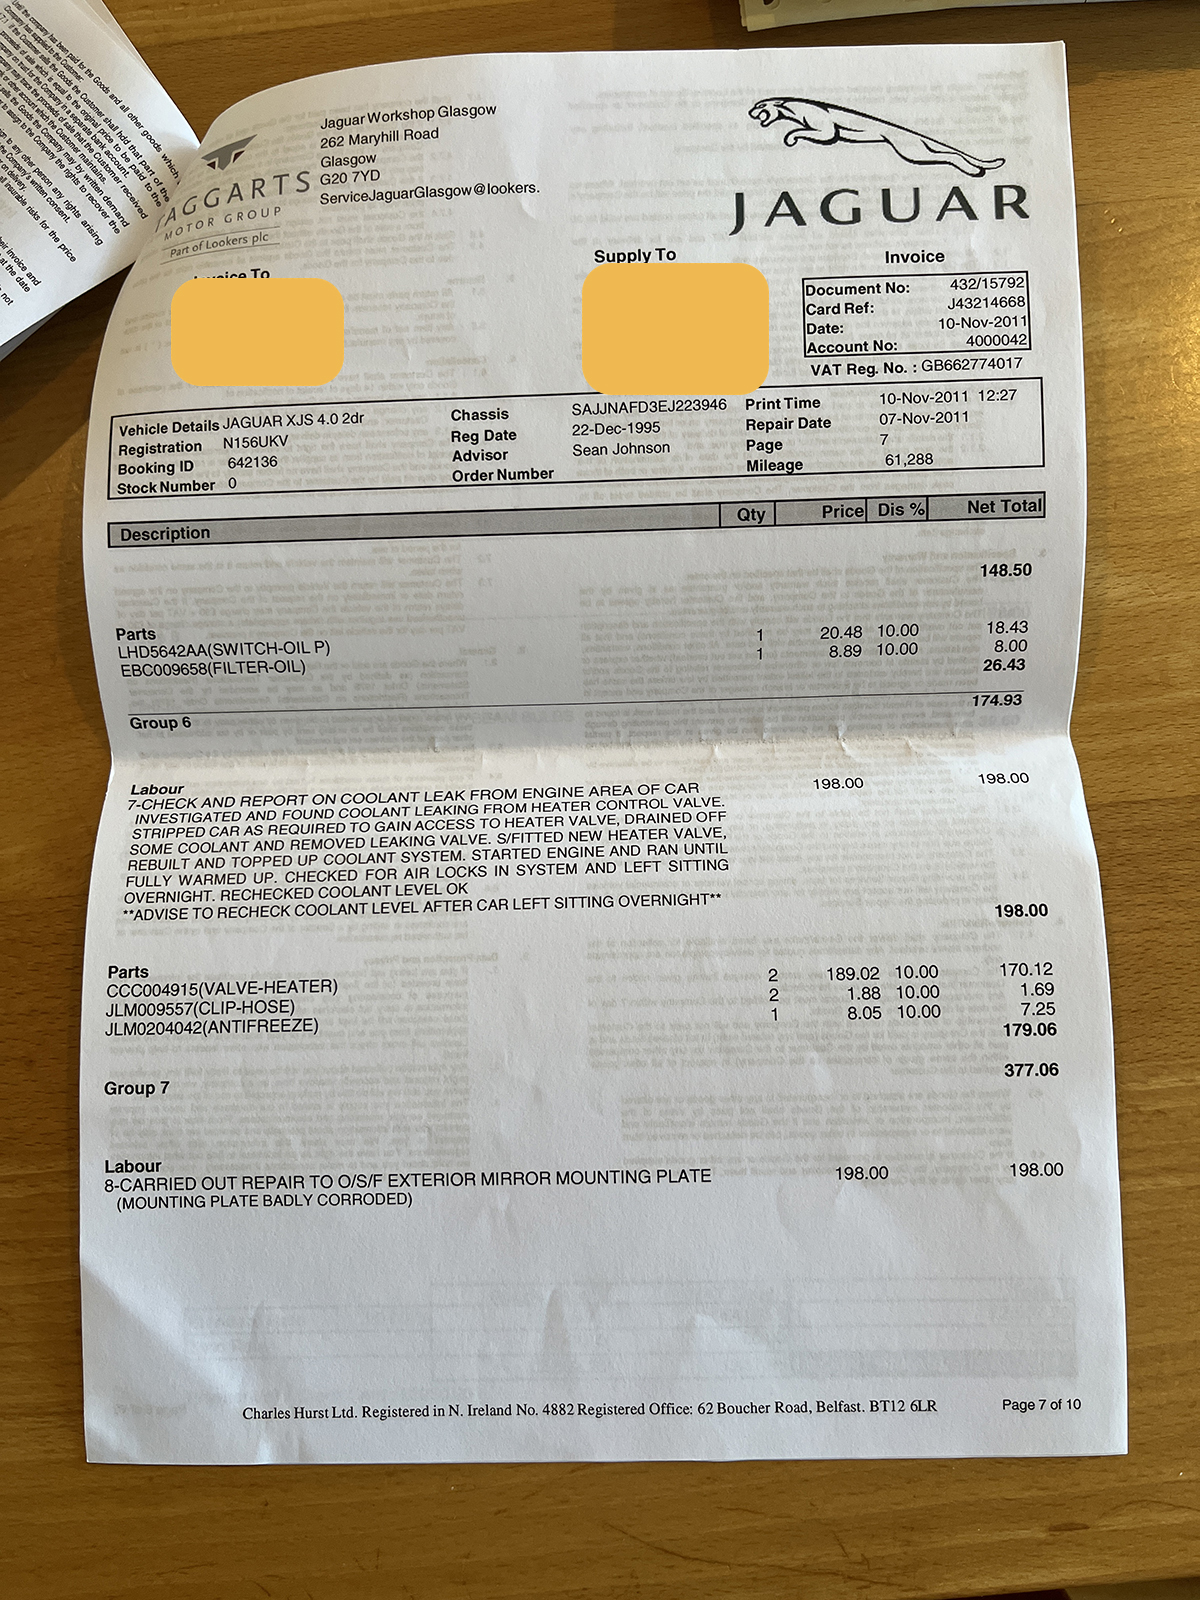 Jaguar Workshop Glasgow
262 Maryhill Road
Glasgow
G20 7YD
ServiceJaguarGlasgow@lookers.
TAGGARTS
MOTOR GROUP
Part of Lookers plc
JAGUAR
Invoice To
Supply To
Invoice
Document No: 432/15792
Card Ref: J43214668
Date: 10-Nov-2011
Account No: 4000042
VAT Reg. No. : GB662774017
Vehicle Details JAGUAR XJS 4.0 2dr Chassis SAJJNAFD3EJ223946 Print Time 10-Nov-2011 12:27
Registration N156UKV Reg Date 22-Dec-1995 Repair Date 07-Nov-2011
Booking ID 642136 Advisor Sean Johnson Page 7
Stock Number 0 Order Number Mileage 61,288
Description Qty Price Dis % Net Total
148.50
Parts
LHD5642AA(SWITCH-OIL P) 1 20.48 10.00 18.43
EBC009658(FILTER-OIL) 1 8.89 10.00 8.00
26.43
Group 6 174.93
Labour
7-CHECK AND REPORT ON COOLANT LEAK FROM ENGINE AREA OF CAR 198.00 198.00
INVESTIGATED AND FOUND COOLANT LEAKING FROM HEATER CONTROL VALVE.
STRIPPED CAR AS REQUIRED TO GAIN ACCESS TO HEATER VALVE, DRAINED OFF
SOME COOLANT AND REMOVED LEAKING VALVE. S/FITTED NEW HEATER VALVE,
REBUILT AND TOPPED UP COOLANT SYSTEM. STARTED ENGINE AND RAN UNTIL
FULLY WARMED UP. CHECKED FOR AIR LOCKS IN SYSTEM AND LEFT SITTING
OVERNIGHT. RECHECKED COOLANT LEVEL OK
**ADVISE TO RECHECK COOLANT LEVEL AFTER CAR LEFT SITTING OVERNIGHT**
198.00
Parts
CCC004915(VALVE-HEATER) 2 189.02 10.00 170.12
JLM009557(CLIP-HOSE) 2 1.88 10.00 1.69
JLM0204042(ANTIFREEZE) 1 8.05 10.00 7.25
179.06
Group 7 377.06
Labour
8-CARRIED OUT REPAIR TO O/S/F EXTERIOR MIRROR MOUNTING PLATE 198.00 198.00
(MOUNTING PLATE BADLY CORRODED)
Charles Hurst Ltd. Registered in N. Ireland No. 4882 Registered Office: 62 Boucher Road, Belfast. BT12 6LR
Page 7 of 10